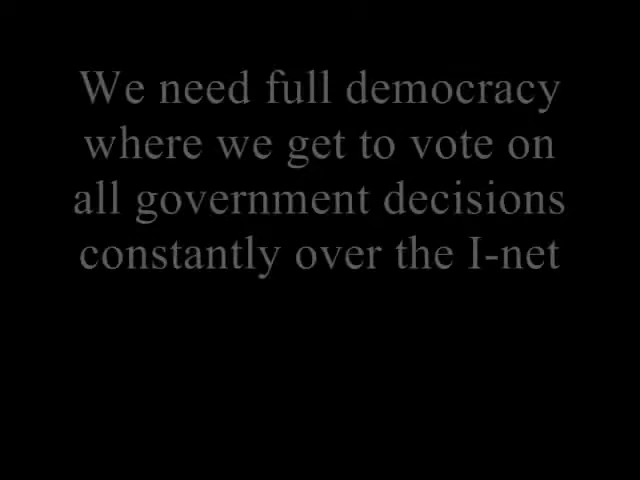 We need full democracy
where we get to vote on
all government decisions
constantly over the I-net